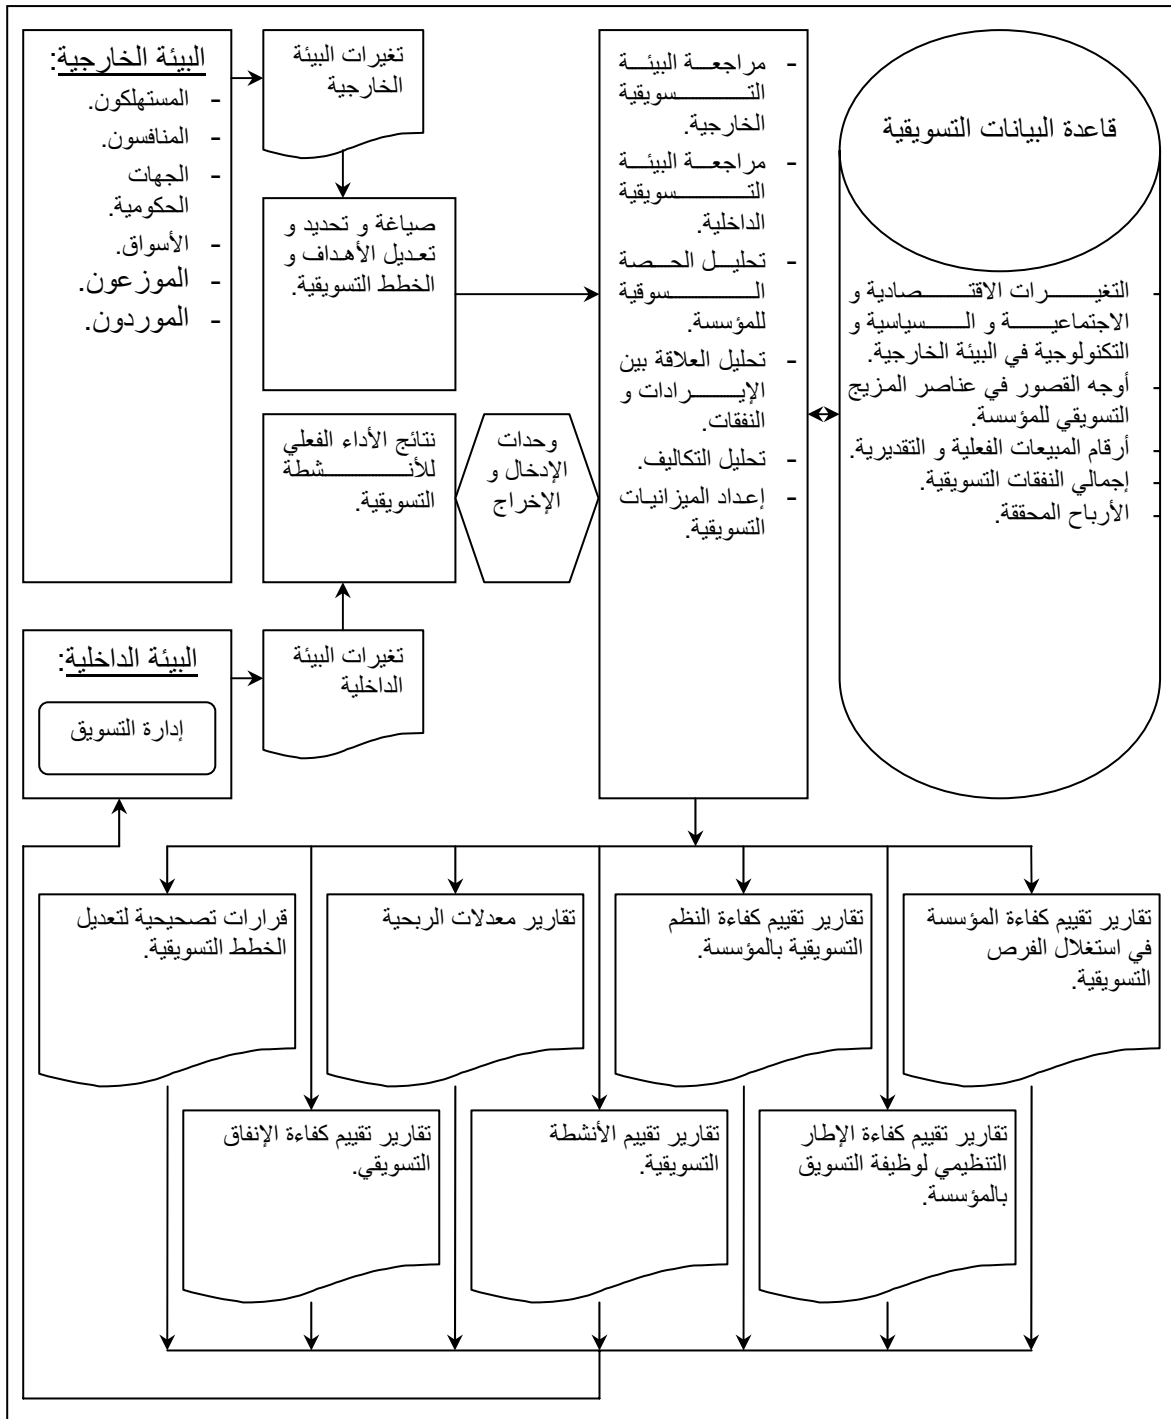 البيئة الخارجية:
- المستهلكون.
- المنافسون.
- الجهات
الحكومية.
- الأسواق.
- الموزعون.
- الموردون.
تغيرات البيئة
الخارجية
صياغة و تحديد و
تعديل الأهداف و
الخطط التسويقية.
نتائج الأداء الفعلي
للأنشطة
التسويقية.
وحدات
الإدخال و
الإخراج
- مراجعة البيئة
التسويقية
الخارجية.
- مراجعة البيئة
التسويقية
الداخلية.
- تحليل الحصة
السوقية
للمؤسسة.
- تحليل العلاقة بين
الإيرادات و
النفقات.
- تحليل التكاليف.
- إعداد الميزانيات
التسويقية.
قاعدة البيانات التسويقية
- التغيرات الاقتصادية و
الاجتماعية و السياسية و
التكنولوجية في البيئة الخارجية.
- أوجه القصور في عناصر المزيج
التسويقي للمؤسسة.
- أرقام المبيعات الفعلية و التقديرية.
- إجمالي النفقات التسويقية.
- الأرباح المحققة.
البيئة الداخلية:
إدارة التسويق
تغيرات البيئة
الداخلية
تقارير تقييم كفاءة المؤسسة
في استغلال الفرص
التسويقية.
تقارير تقييم كفاءة النظم
التسويقية بالمؤسسة.
تقارير معدلات الربحية
قرارات تصحيحية لتعديل
الخطط التسويقية.
تقارير تقييم كفاءة الإطار
التنظيمي لوظيفة التسويق
بالمؤسسة.
تقارير تقييم الأنشطة
التسويقية.
تقارير تقييم كفاءة الإنفاق
التسويقي.